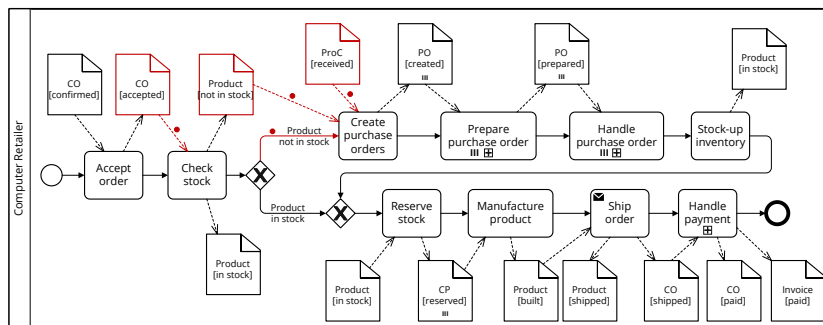 Computer Retailer
CO
[confirmed]
CO
[accepted]
Product
[not in stock]
ProC
[received]
PO
[created]
PO
[prepared]
Product
[in stock]
Accept
order
Check
stock
Product
not in stock
Create
purchase
orders
Prepare
purchase order
Handle
purchase order
Stock-up
inventory
Product
in stock
Reserve
stock
Manufacture
product
Ship
order
Handle
payment
Product
[in stock]
Product
[in stock]
CP
[reserved]
Product
[built]
Product
[shipped]
CO
[shipped]
CO
[paid]
Invoice
[paid]